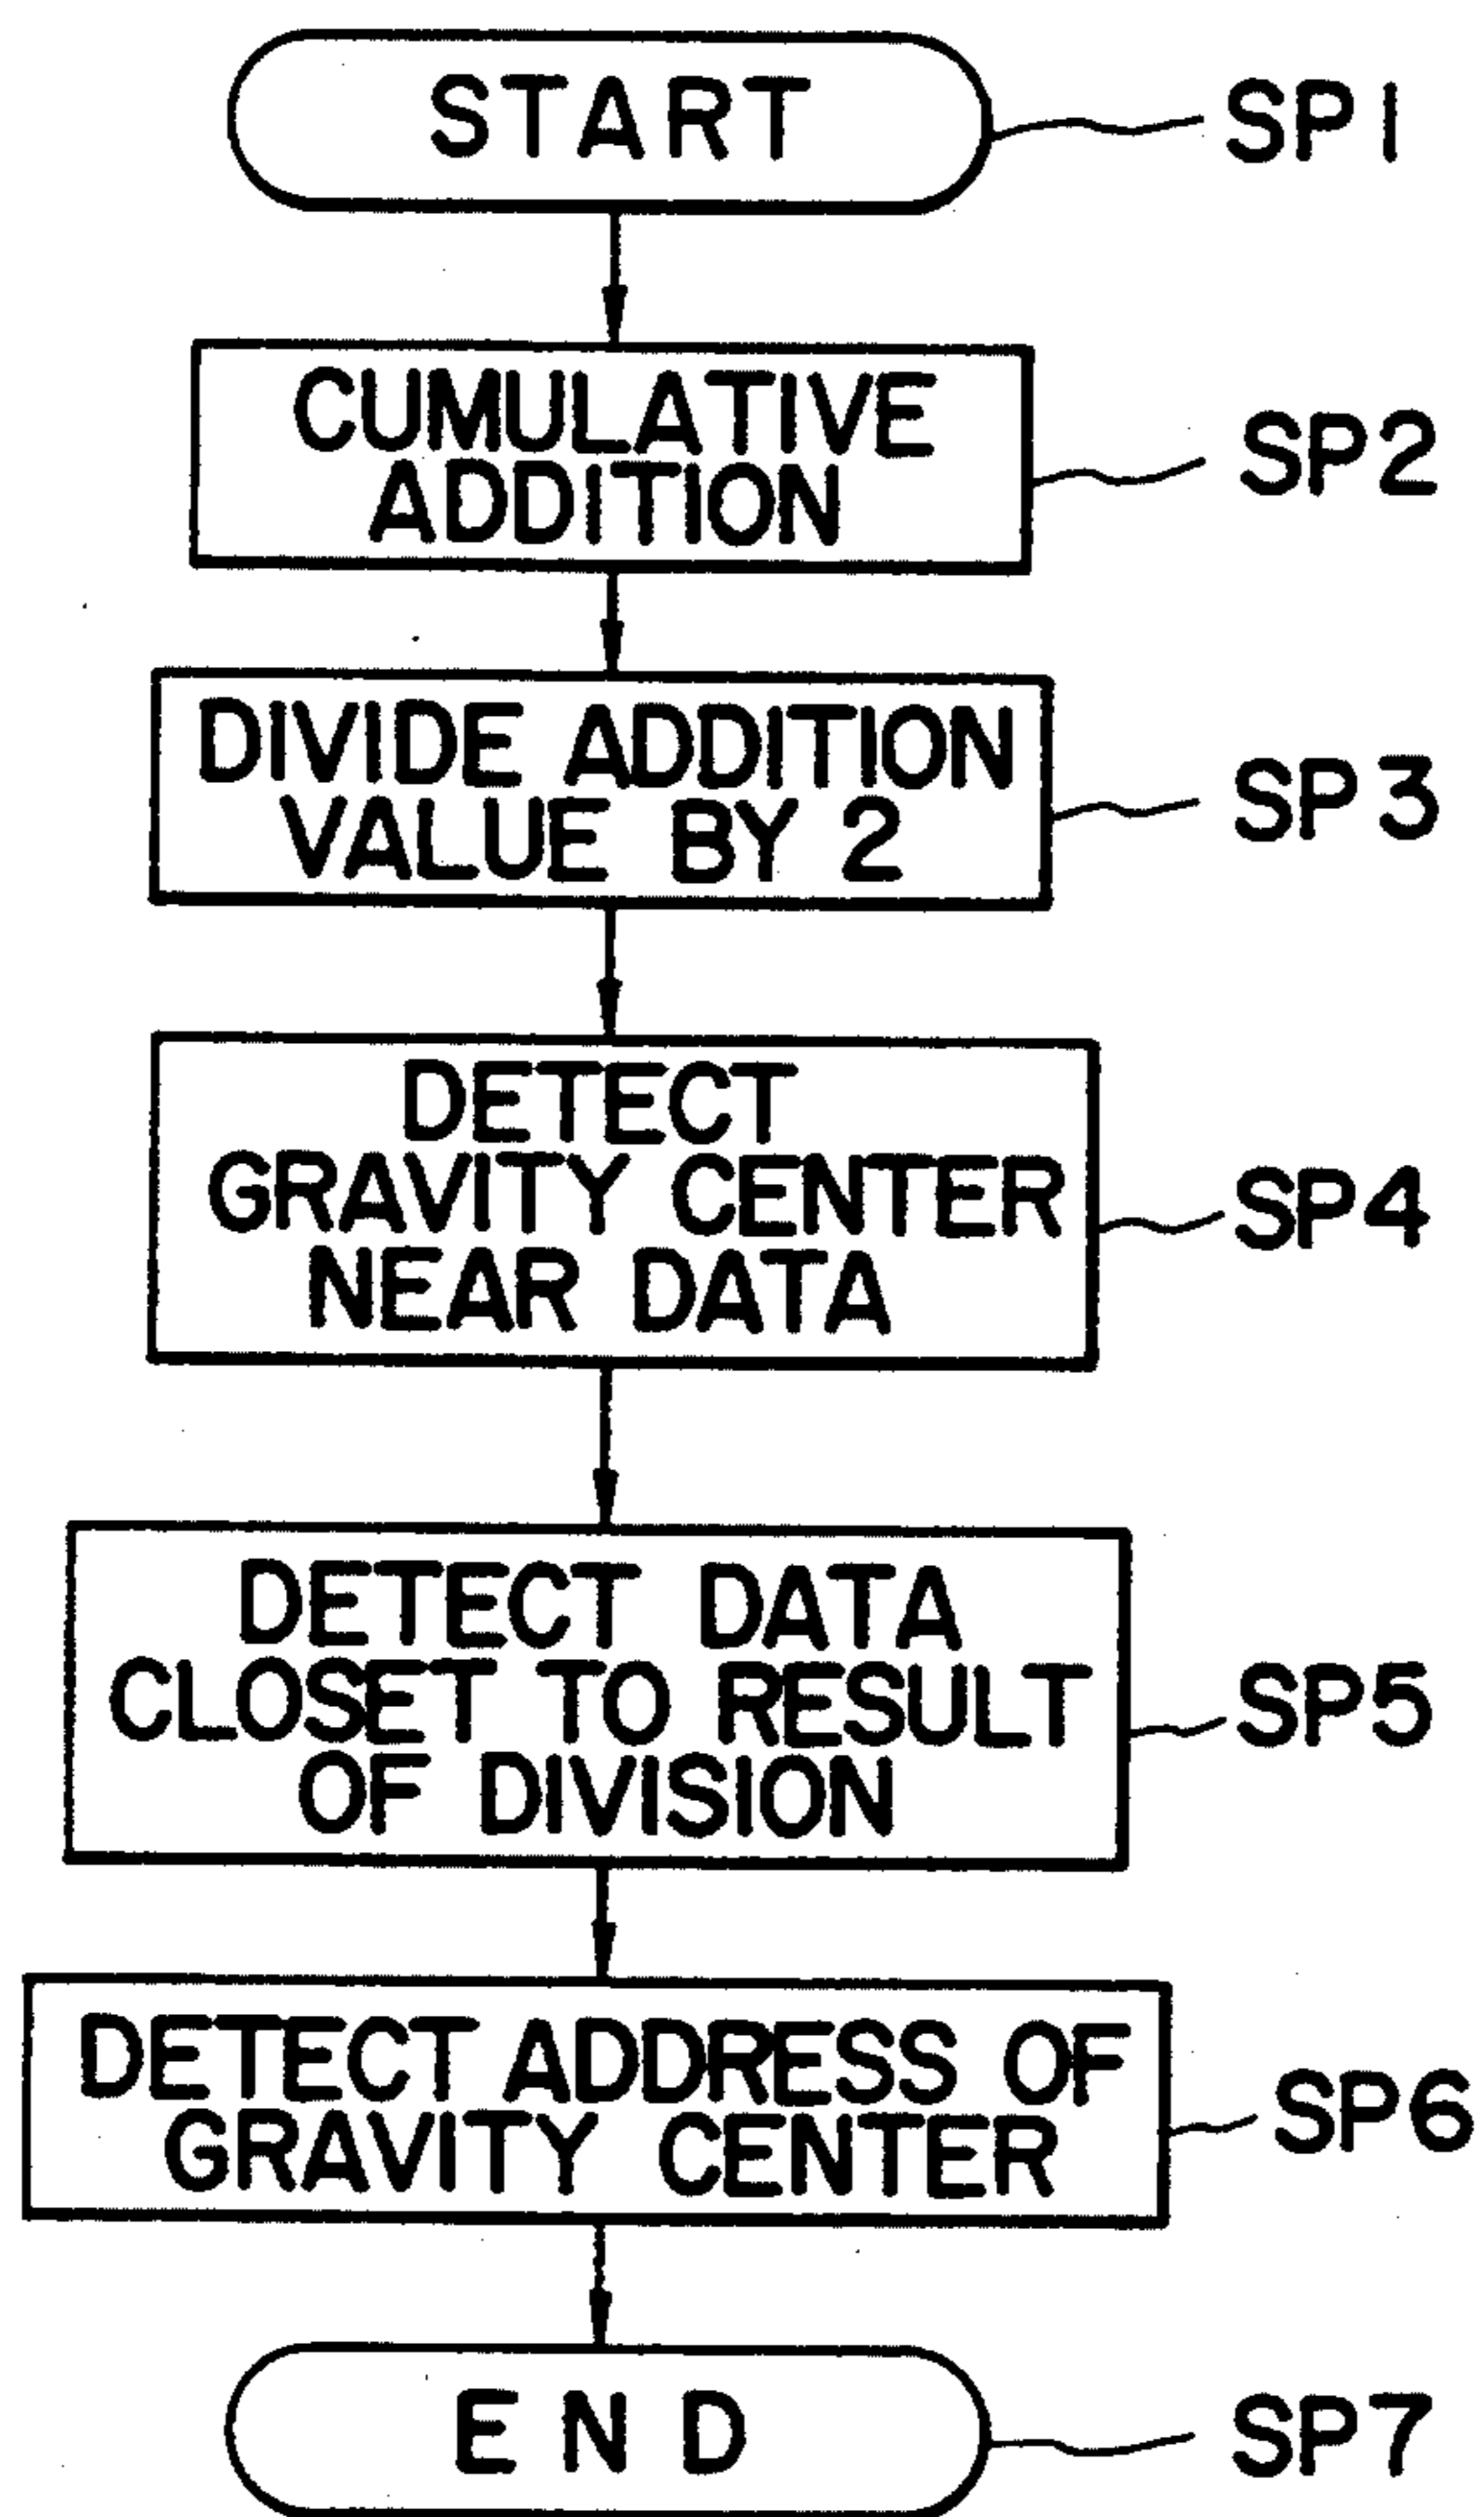 START
SP1
CUMULATIVE
ADDITION
SP2
DIVIDE ADDITION
VALUE BY 2
SP3
DETECT
GRAVITY CENTER
NEAR DATA
SP4
DETECT DATA
CLOSET TO RESULT
OF DIVISION
SP5
DETECT ADDRESS OF
GRAVITY CENTER
SP6
END
SP7